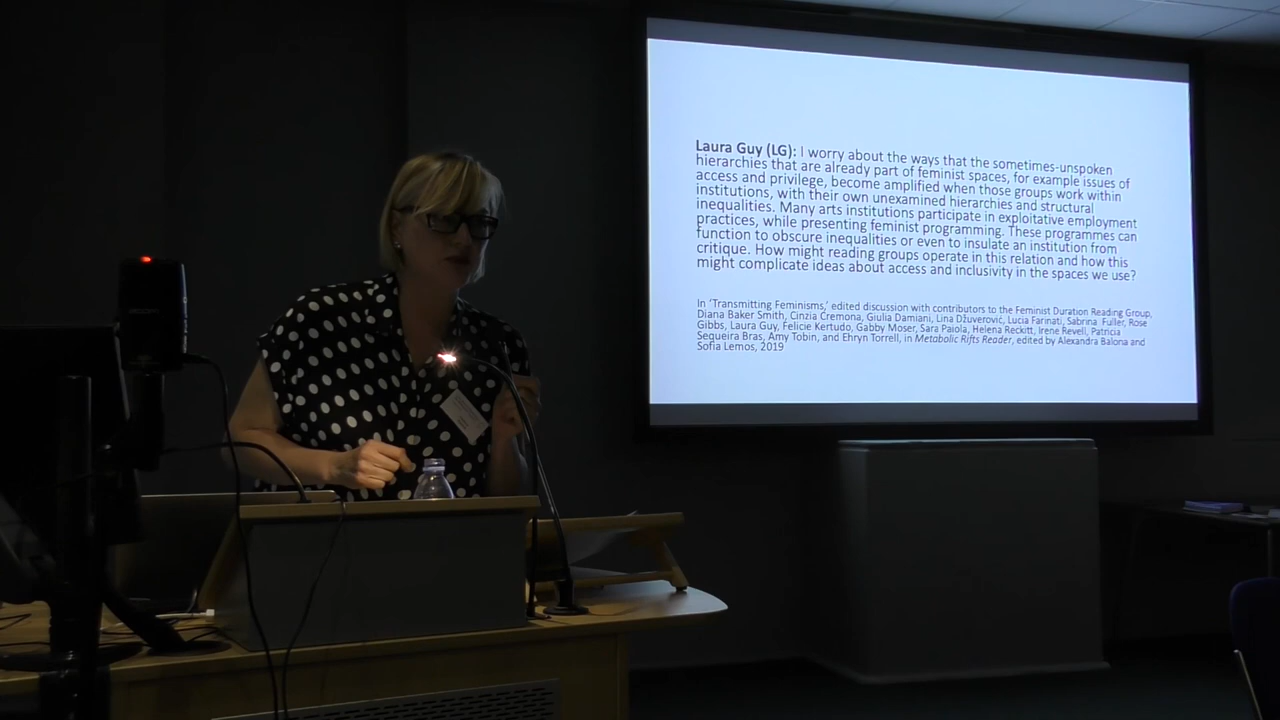 Laura Guy (LG): I worry about the ways that the sometimes-unspoken
hierarchies that are already part of feminist spaces, for example issues of
access and privilege, become amplified when those groups work within
institutions, with their own unexamined hierarchies and structural
inequalities. Many arts institutions participate in exploitative employment
practices, while presenting feminist programming. These programmes can
function to obscure inequalities or even to insulate an institution from
critique. How might reading groups operate in this relation and how this
might complicate ideas about access and inclusivity in the spaces we use?
In ‘Transmitting Feminisms,’ edited discussion with contributors to the Feminist Duration Reading Group,
Diana Baker Smith, Cinzia Cremona, Giulia Damiani, Lina Džuverović, Lucia Farinati, Sabrina Fuller, Rose
Gibbs, Laura Guy, Felicie Kertudo, Gabby Moser, Sara Paiola, Helena Reckitt, Irene Revell, Patricia
Sequeira Bras, Amy Tobin, and Ehryn Torrell, in Metabolic Rifts Reader, edited by Alexandra Balona and
Sofia Lemos, 2019